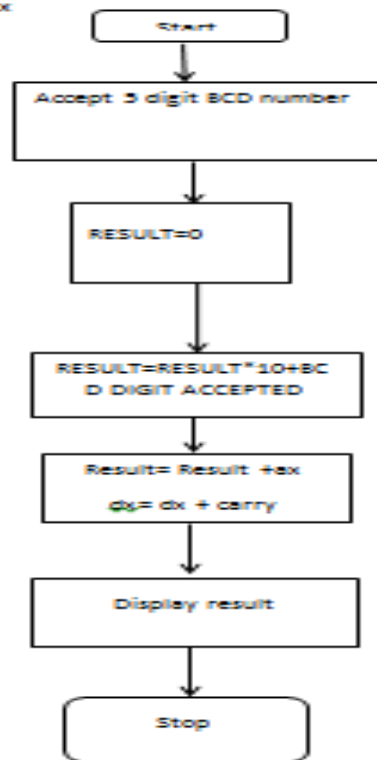 x
Start
Accept 5 digit BCD number
RESULT=0
RESULT=RESULT*10+BC
D DIGIT ACCEPTED
Result= Result +ax
dx= dx + carry
Display result
Stop